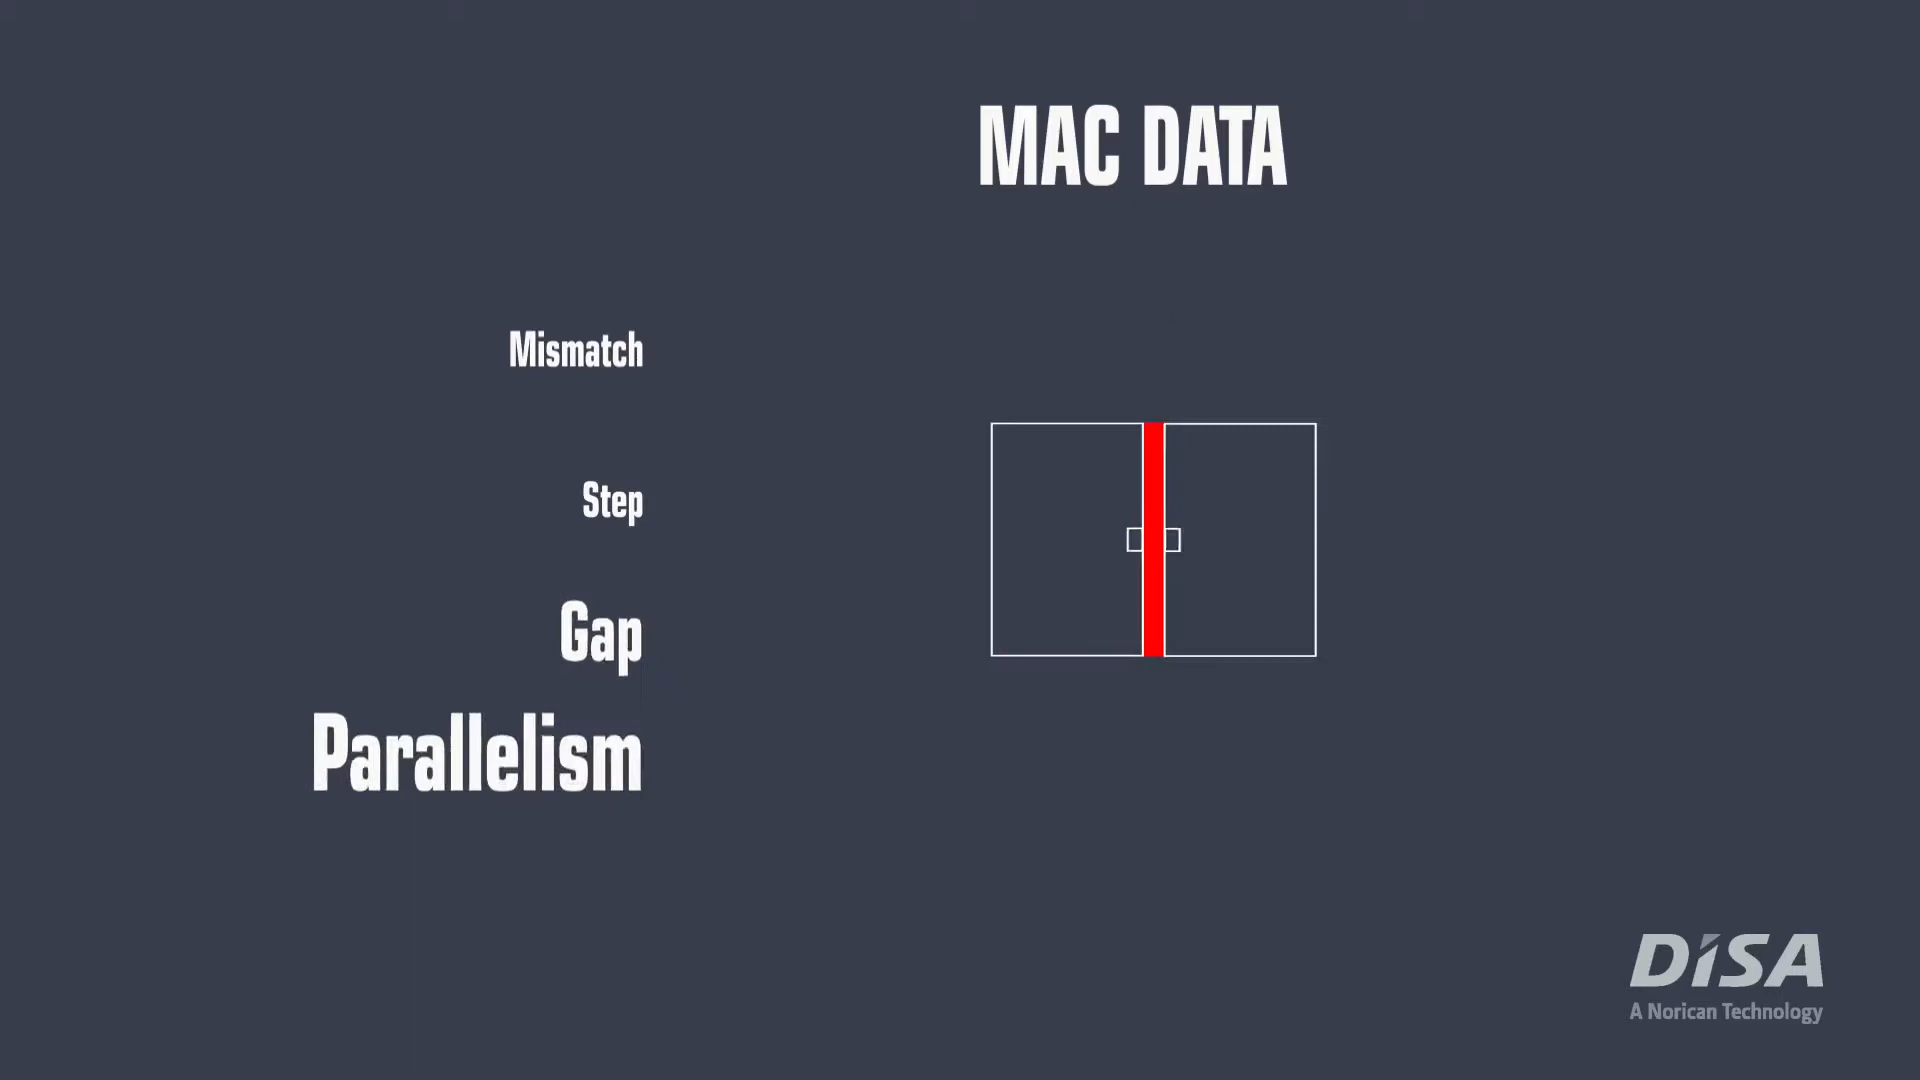 MAC DATA
Mismatch
Step
Gap
Parallelism
DISA
A Norican Technology